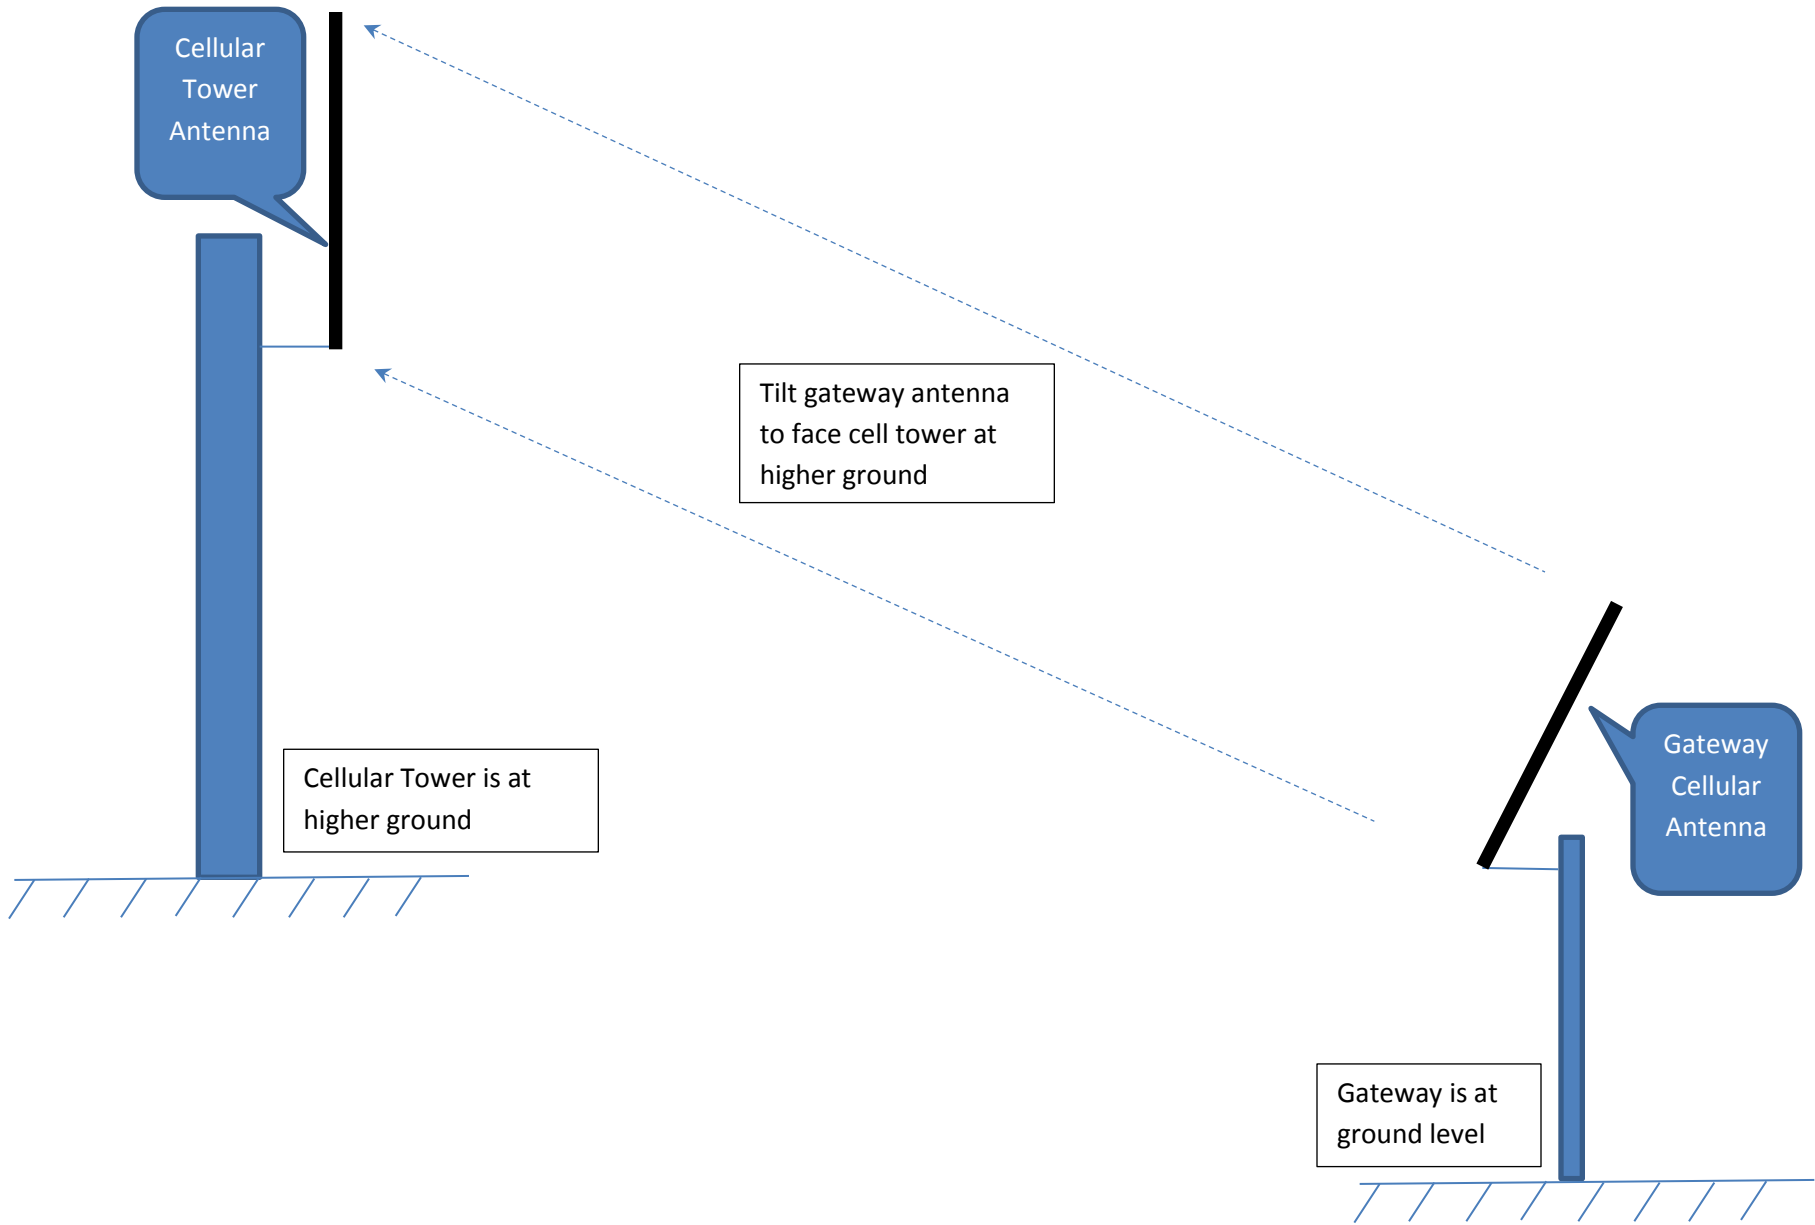 Cellular
Tower
Antenna
Tilt gateway antenna
to face cell tower at
higher ground
Cellular Tower is at
higher ground
Gateway
Cellular
Antenna
Gateway is at
ground level